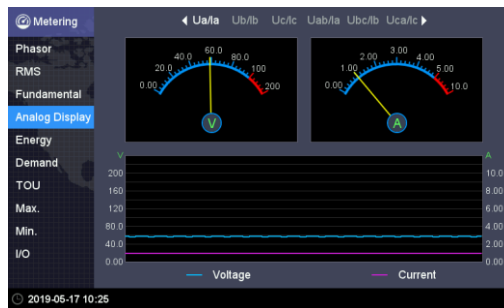 Metering
Ua/Ia Ub/Ib Uc/Ic Uab/Ia Ubc/Ib Uca/Ic
Phasor
RMS
Fundamental
Analog Display
Energy
Demand
TOU
Max.
Min.
I/O
0.00 20.0 40.0 60.0 80.0 100 200
V
0.00 1.00 2.00 3.00 4.00 5.00 10.0
A
V A
200 10.0
160 8.00
120 6.00
80.0 4.00
40.0 2.00
0.00 0.00
Voltage Current
2019-05-17 10:25